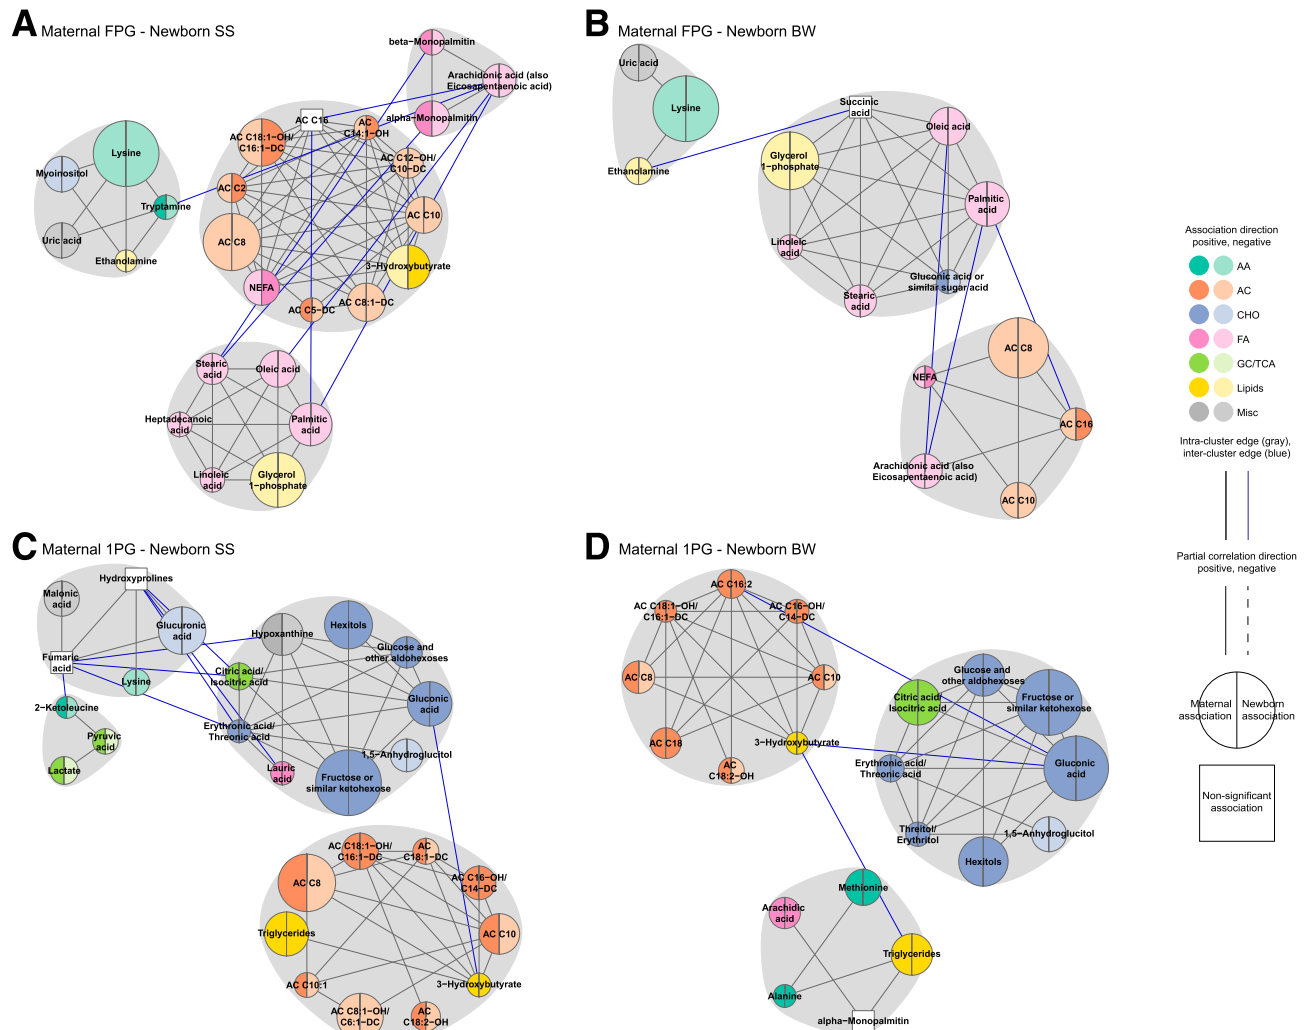 A Maternal FPG - Newborn SS
beta-Monopalmitin
Arachidonic acid (also
Eicosapentaenoic acid)
alpha-Monopalmitin
AC C16
AC
C14:1-OH
AC C18:1-OH/
C16:1-DC
AC C12-OH/
C10-DC
AC C2
AC C10
AC C8
3-Hydroxybutyrate
NEFA
AC C5-DC
AC C8:1-DC
Lysine
Myoinositol
Tryptamine
Uric acid
Ethanolamine
Stearic
acid
Oleic acid
Heptadecanoic
acid
Palmitic
acid
Linoleic
acid
Glycerol
1-phosphate
B Maternal FPG - Newborn BW
Uric acid
Lysine
Ethanolamine
Succinic
acid
Oleic acid
Glycerol
1-phosphate
Palmitic
acid
Linoleic
acid
Gluconic acid or
similar sugar acid
Stearic
acid
AC C8
NEFA
AC C16
Arachidonic acid (also
Eicosapentaenoic acid)
AC C10
C Maternal 1PG - Newborn SS
Hydroxyprolines
Malonic
acid
Glucuronic
acid
Fumaric
acid
Lysine
2-Ketoleucine
Pyruvic
acid
Lactate
Hypoxanthine
Hexitols
Glucose and
other aldohexoses
Citric acid/
Isocitric acid
Gluconic
acid
Erythronic acid/
Threonic acid
1,5-Anhydroglucitol
Lauric
acid
Fructose or
similar ketohexose
AC C18:1-OH/
C16:1-DC
AC
C18:1-DC
AC C8
AC C16-OH/
C14-DC
Triglycerides
AC C10
AC C10:1
3-Hydroxybutyrate
AC C8:1-OH/
C6:1-DC
AC
C18:2-OH
D Maternal 1PG - Newborn BW
AC C16:2
AC C18:1-OH/
C16:1-DC
AC C16-OH/
C14-DC
AC C8
AC C10
AC C18
3-Hydroxybutyrate
AC
C18:2-OH
Glucose and
other aldohexoses
Citric acid/
Isocitric acid
Fructose or
similar ketohexose
Erythronic acid/
Threonic acid
Gluconic
acid
Threitol/
Erythritol
1,5-Anhydroglucitol
Hexitols
Methionine
Arachidic
acid
Triglycerides
Alanine
alpha-Monopalmitin
Association direction
positive, negative
AA
AC
CHO
FA
GC/TCA
Lipids
Misc
Intra-cluster edge (gray),
inter-cluster edge (blue)
Partial correlation direction
positive, negative
Maternal
association
Newborn
association
Non-significant
association